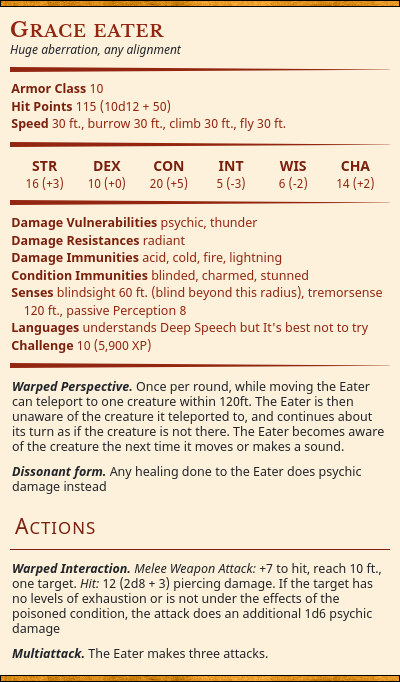 GRACE EATER
Huge aberration, any alignment
Armor Class 10
Hit Points 115 (10d12 + 50)
Speed 30 ft., burrow 30 ft., climb 30 ft., fly 30 ft.
STR DEX CON INT WIS CHA
16 (+3) 10 (+0) 20 (+5) 5 (-3) 6 (-2) 14 (+2)
Damage Vulnerabilities psychic, thunder
Damage Resistances radiant
Damage Immunities acid, cold, fire, lightning
Condition Immunities blinded, charmed, stunned
Senses blindsight 60 ft. (blind beyond this radius), tremorsense
120 ft., passive Perception 8
Languages understands Deep Speech but It's best not to try
Challenge 10 (5,900 XP)
Warped Perspective. Once per round, while moving the Eater
can teleport to one creature within 120ft. The Eater is then
unaware of the creature it teleported to, and continues about
its turn as if the creature is not there. The Eater becomes aware
of the creature the next time it moves or makes a sound.
Dissonant form. Any healing done to the Eater does psychic
damage instead
ACTIONS
Warped Interaction. Melee Weapon Attack: +7 to hit, reach 10 ft.,
one target. Hit: 12 (2d8 + 3) piercing damage. If the target has
no levels of exhaustion or is not under the effects of the
poisoned condition, the attack does an additional 1d6 psychic
damage
Multiattack. The Eater makes three attacks.